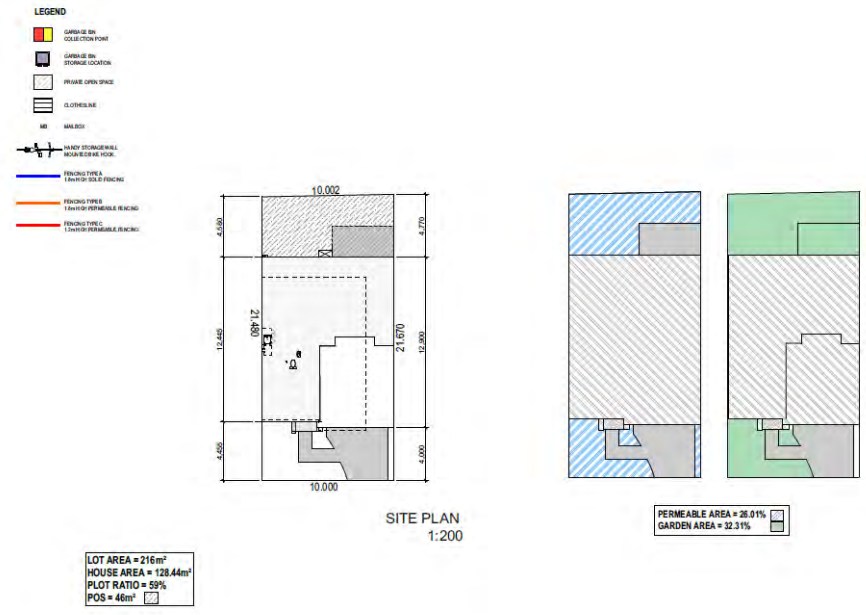 LEGEND
GARBAGE BIN
COLLECTION POINT
GARBAGE BIN
STORAGE LOCATION
PRIVATE OPEN SPACE
CLOTHESLINE
MB MAILBOX
HANDY STORAGE WALL
MOUNTED BIKE HOOK.
FENCING TYPE A
1.8m HIGH SOLID FENCING
FENCING TYPE B
HIGH PERMEABLE FENCING
FENCING TYPE C
HIGH PERMEABLE FENCING
10.002
4.560
4.770
21.480
12.445
21.670
12.900
4.455
4.000
10.000
SITE PLAN
1:200
PERMEABLE AREA = 26.01%
GARDEN AREA = 32.31%
LOT AREA = 216m²
HOUSE AREA = 128.44m²
PLOT RATIO = 59%
POS = 46m²